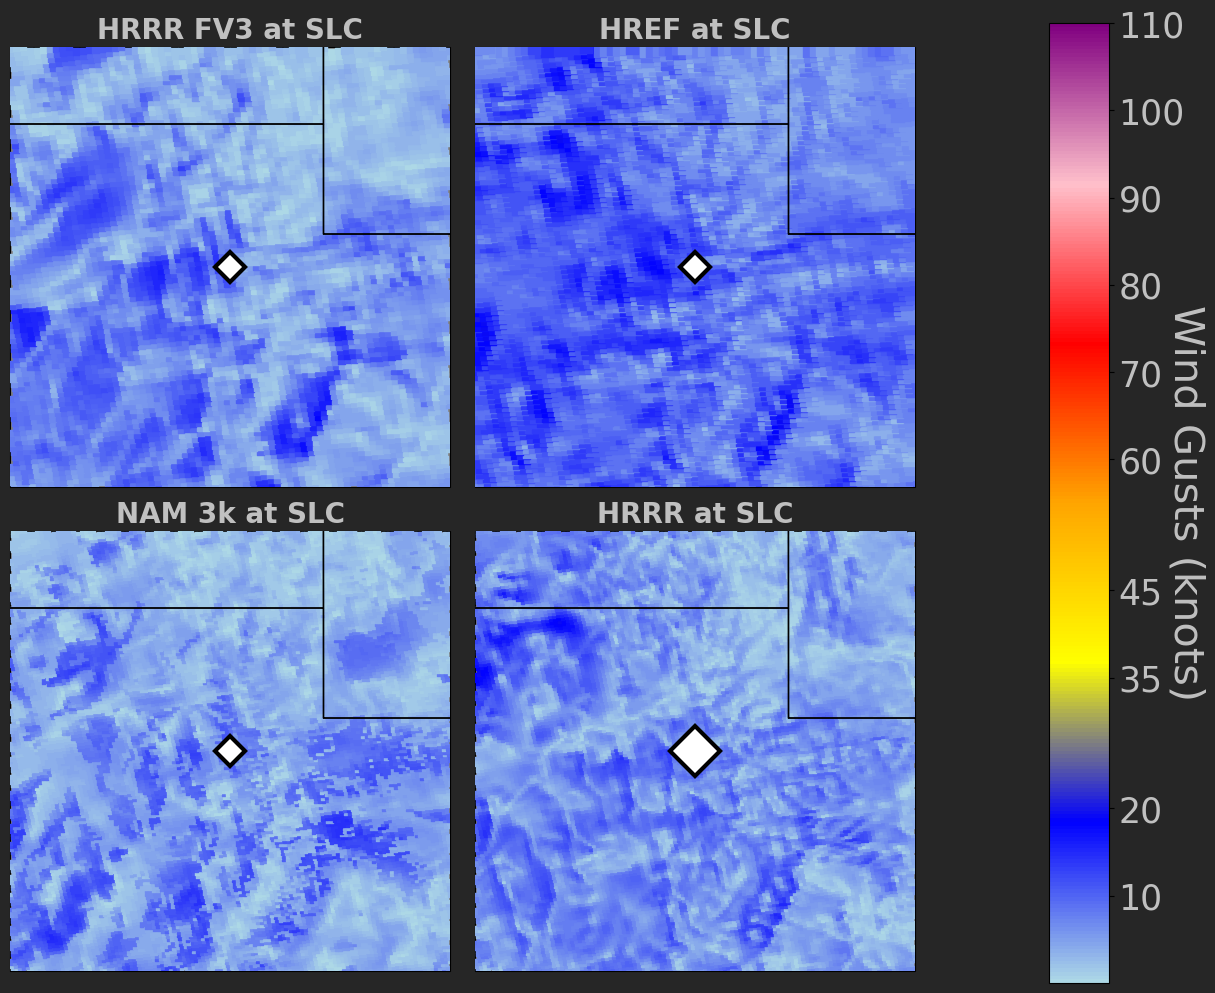 HRRR FV3 at SLC
HREF at SLC
NAM 3k at SLC
HRRR at SLC
110
100
90
80
70
60
45
35
20
10
Wind Gusts (knots)